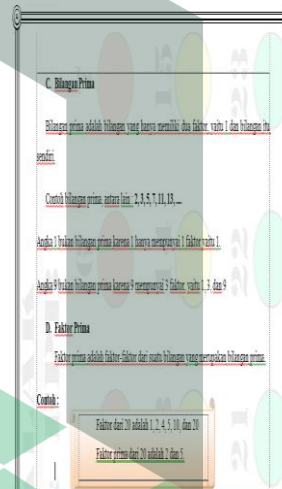 C. Bilangan Prima
Bilangan prima adalah bilangan yang hanya memiliki dua faktor, yaitu 1 dan bilangan itu
sendiri.
Contoh bilangan prima, antara lain : 2, 3, 5, 7, 11, 13, ...
Angka 1 bukan bilangan prima karena 1 hanya mempunyai 1 faktor yaitu 1.
Angka 9 bukan bilangan prima karena 9 mempunyai 3 faktor, yaitu 1, 3, dan 9
D. Faktor Prima
Faktor prima adalah faktor-faktor dari suatu bilangan yang merupakan bilangan prima.
Contoh :
Faktor dari 20 adalah 1, 2, 4, 5, 10, dan 20
Faktor prima dari 20 adalah 2 dan 5.